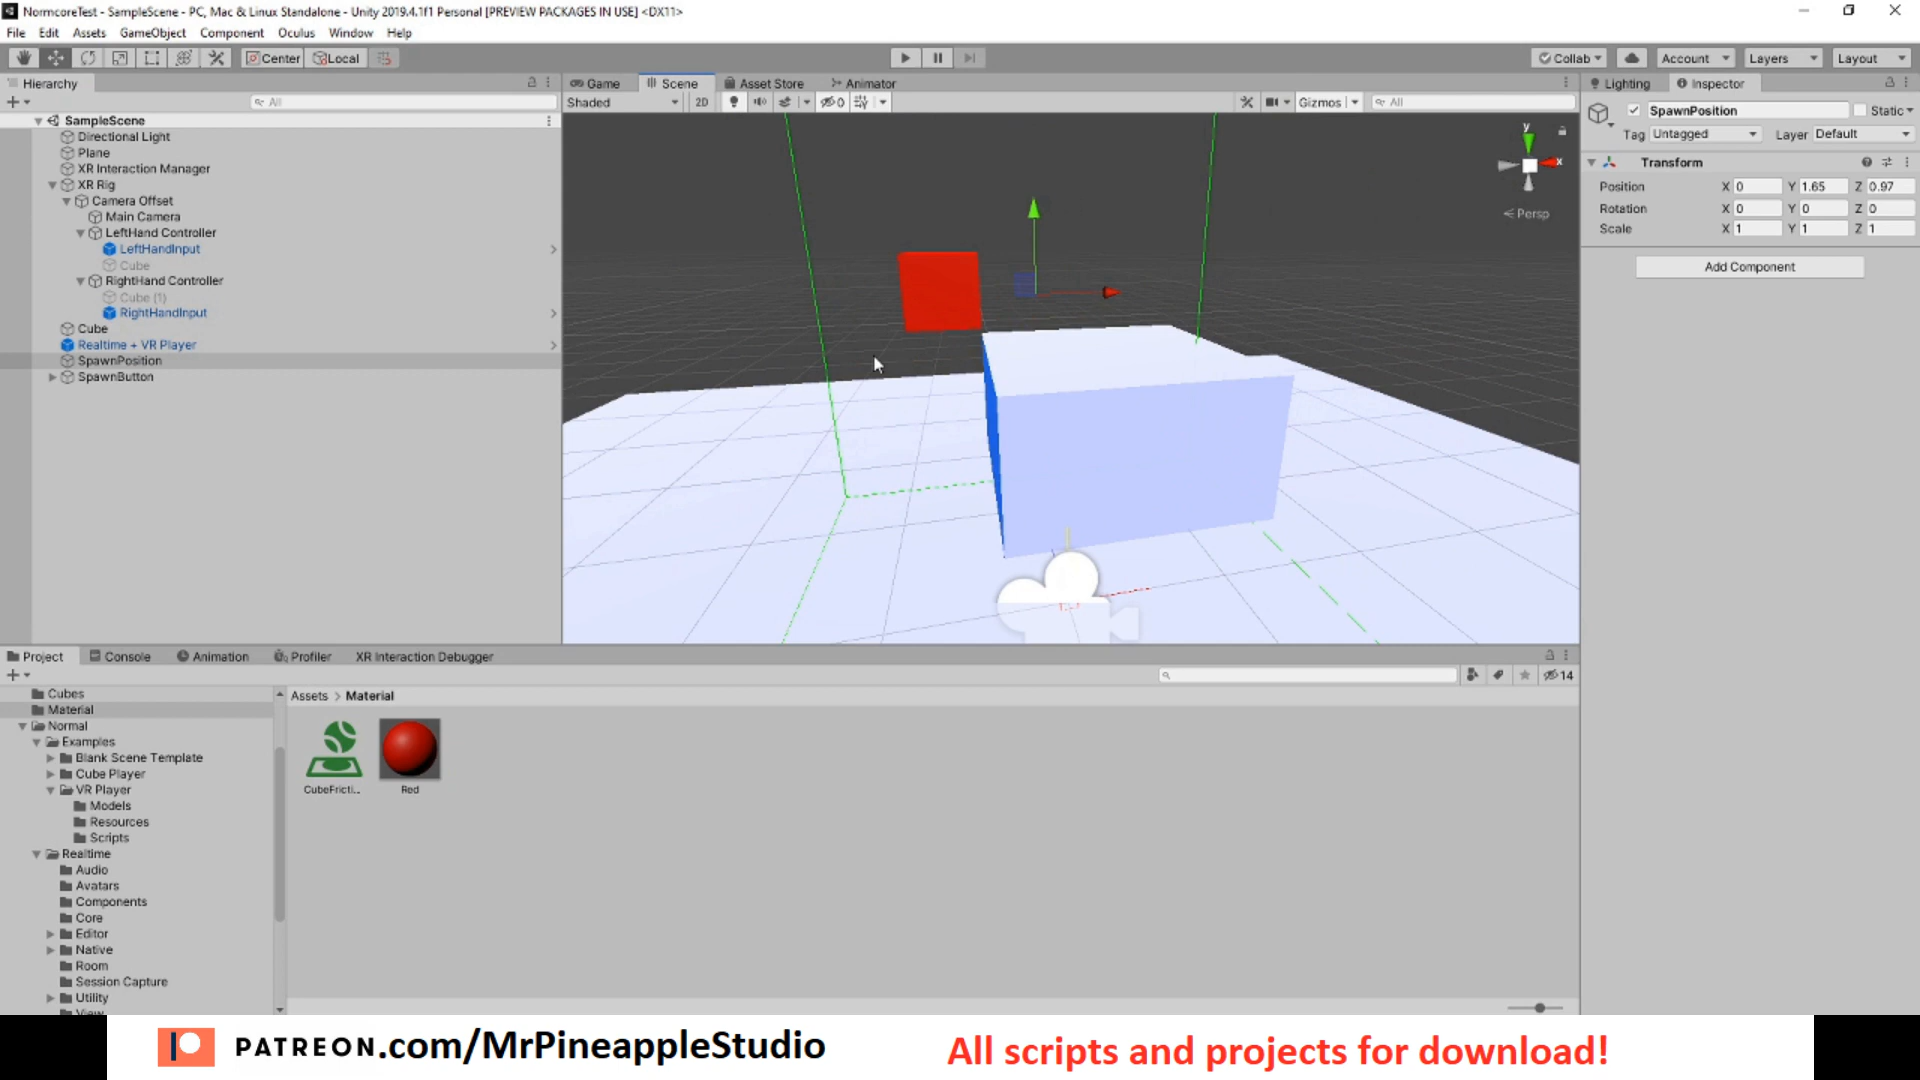 NormcoreTest - SampleScene - PC, Mac & Linux Standalone - Unity 2019.4.1f1 Personal [PREVIEW PACKAGES IN USE] <DX11>
File Edit Assets GameObject Component Oculus Window Help
Center Local Collab Account Layers Layout
Hierarchy Game Scene Asset Store Animator Lighting Inspector
All Shaded 2D 0 Gizmos All
SampleScene
Directional Light
Plane
XR Interaction Manager
XR Rig
Camera Offset
Main Camera
LeftHand Controller
LeftHandInput
Cube
RightHand Controller
Cube (1)
RightHandInput
Cube
Realtime + VR Player
SpawnPosition
SpawnButton
y
x
Persp
SpawnPosition Static
Tag Untagged Layer Default
Transform
Position X 0 Y 1.65 Z 0.97
Rotation X 0 Y 0 Z 0
Scale X 1 Y 1 Z 1
Add Component
Project Console Animation Profiler XR Interaction Debugger
14
Cubes
Material
Normal
Examples
Blank Scene Template
Cube Player
VR Player
Models
Resources
Scripts
Realtime
Audio
Avatars
Components
Core
Editor
Native
Room
Session Capture
Utility
View
Assets > Material
CubeFricti... Red
PATREON.com/MrPineappleStudio All scripts and projects for download!